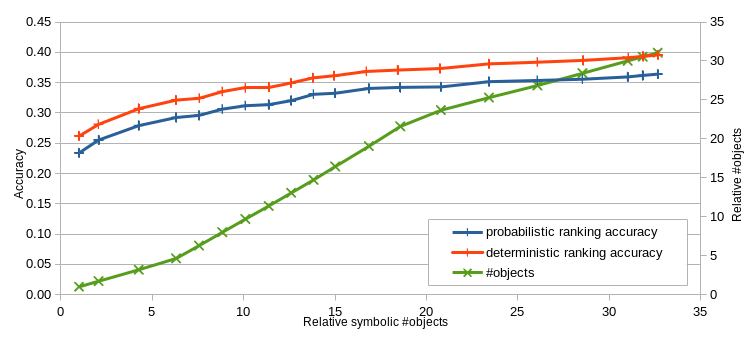 0.45
0.40
0.35
0.30
0.25
0.20
0.15
0.10
0.05
0.00
Accuracy
35
30
25
20
15
10
5
0
Relative #objects
0 5 10 15 20 25 30 35
Relative symbolic #objects
probabilistic ranking accuracy
deterministic ranking accuracy
#objects